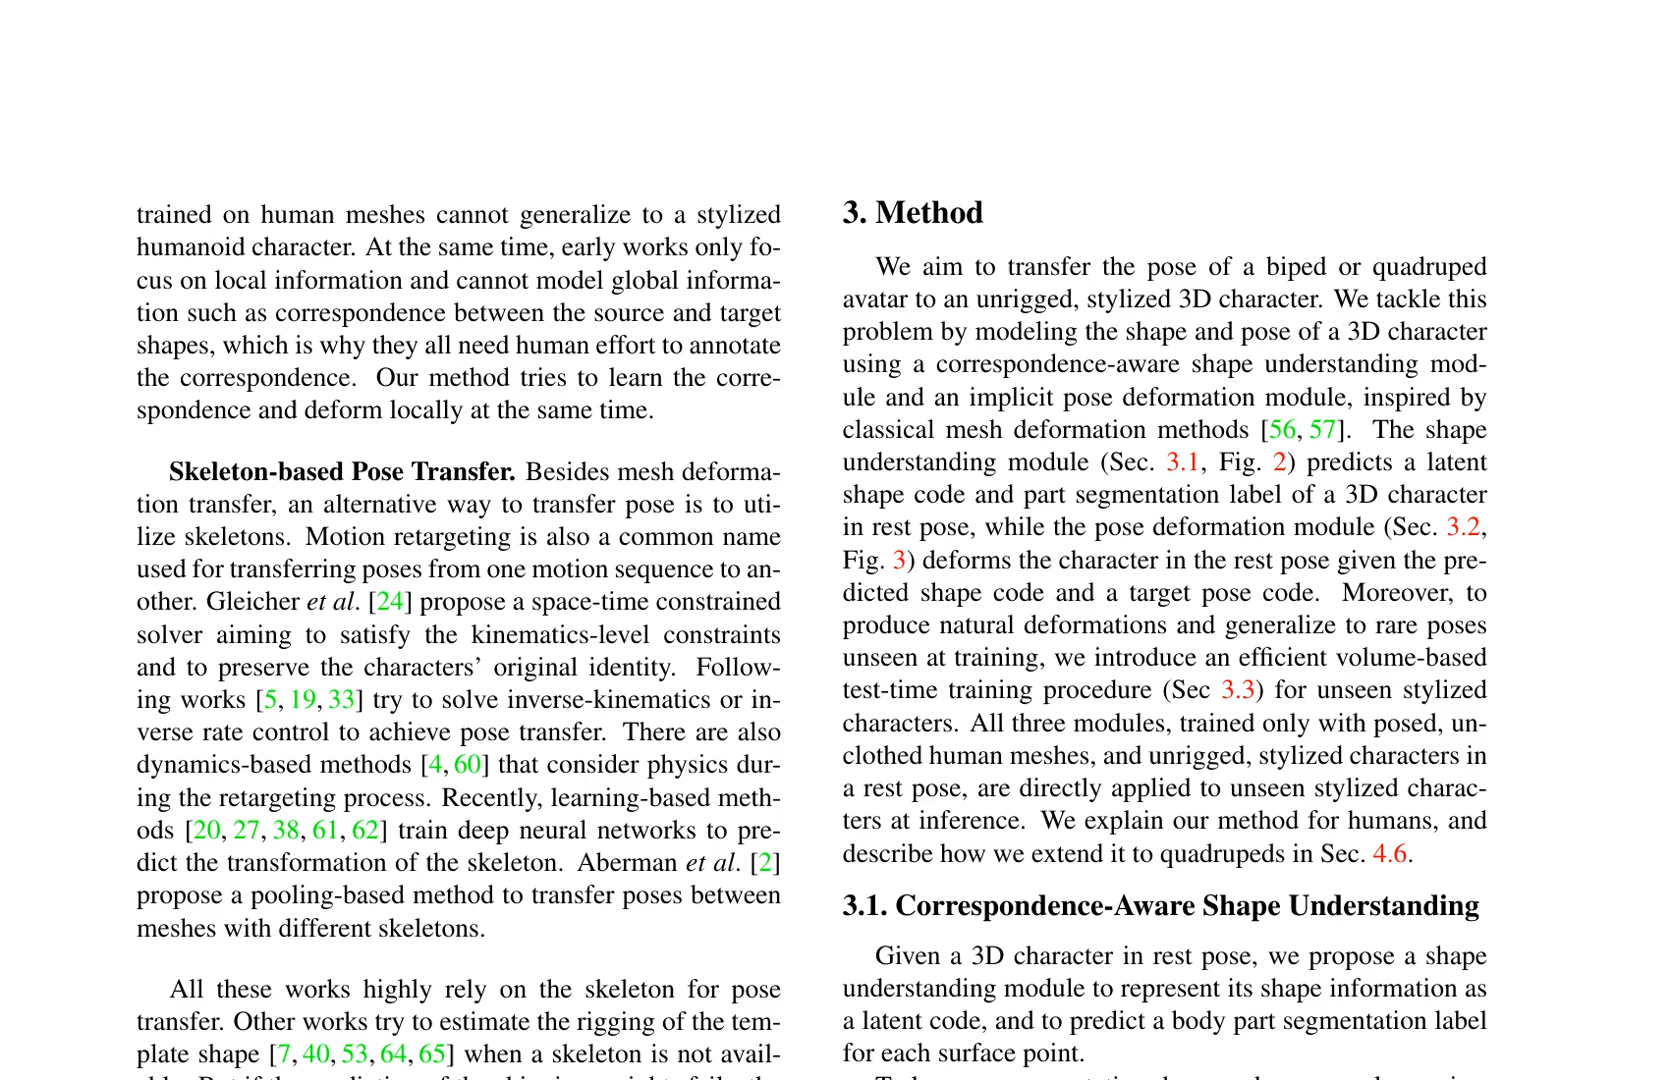 trained on human meshes cannot generalize to a stylized
humanoid character. At the same time, early works only fo-
cus on local information and cannot model global informa-
tion such as correspondence between the source and target
shapes, which is why they all need human effort to annotate
the correspondence. Our method tries to learn the corre-
spondence and deform locally at the same time.
Skeleton-based Pose Transfer. Besides mesh deforma-
tion transfer, an alternative way to transfer pose is to uti-
lize skeletons. Motion retargeting is also a common name
used for transferring poses from one motion sequence to an-
other. Gleicher et al. [24] propose a space-time constrained
solver aiming to satisfy the kinematics-level constraints
and to preserve the characters’ original identity. Follow-
ing works [5, 19, 33] try to solve inverse-kinematics or in-
verse rate control to achieve pose transfer. There are also
dynamics-based methods [4, 60] that consider physics dur-
ing the retargeting process. Recently, learning-based meth-
ods [20, 27, 38, 61, 62] train deep neural networks to pre-
dict the transformation of the skeleton. Aberman et al. [2]
propose a pooling-based method to transfer poses between
meshes with different skeletons.
All these works highly rely on the skeleton for pose
transfer. Other works try to estimate the rigging of the tem-
plate shape [7, 40, 53, 64, 65] when a skeleton is not avail-
3. Method
We aim to transfer the pose of a biped or quadruped
avatar to an unrigged, stylized 3D character. We tackle this
problem by modeling the shape and pose of a 3D character
using a correspondence-aware shape understanding mod-
ule and an implicit pose deformation module, inspired by
classical mesh deformation methods [56, 57]. The shape
understanding module (Sec. 3.1, Fig. 2) predicts a latent
shape code and part segmentation label of a 3D character
in rest pose, while the pose deformation module (Sec. 3.2,
Fig. 3) deforms the character in the rest pose given the pre-
dicted shape code and a target pose code. Moreover, to
produce natural deformations and generalize to rare poses
unseen at training, we introduce an efficient volume-based
test-time training procedure (Sec 3.3) for unseen stylized
characters. All three modules, trained only with posed, un-
clothed human meshes, and unrigged, stylized characters in
a rest pose, are directly applied to unseen stylized charac-
ters at inference. We explain our method for humans, and
describe how we extend it to quadrupeds in Sec. 4.6.
3.1. Correspondence-Aware Shape Understanding
Given a 3D character in rest pose, we propose a shape
understanding module to represent its shape information as
a latent code, and to predict a body part segmentation label
for each surface point.